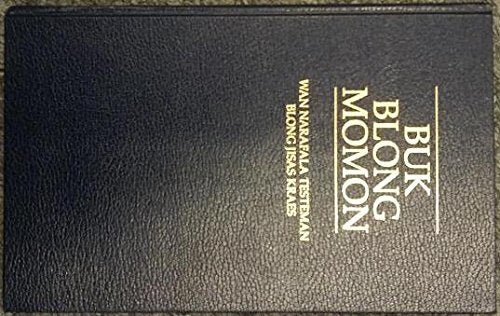 BUK
BLONG
MOMON
WAN NARAFALA TESTEMAN
BLONG JISAS KRAES